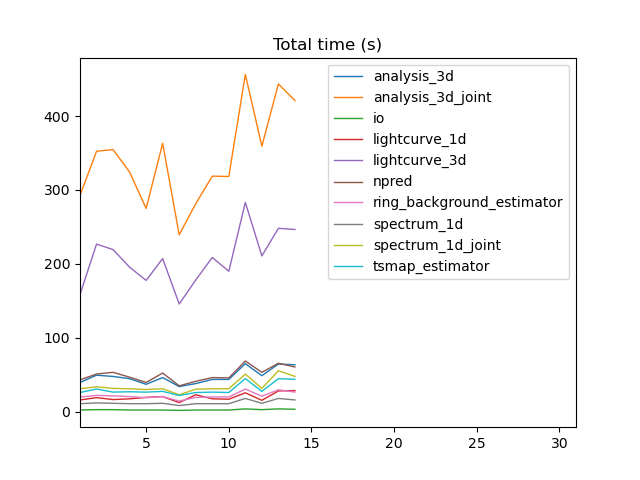 Total time (s)
400
300
200
100
0
5
10
15
20
25
30
analysis_3d
analysis_3d_joint
io
lightcurve_1d
lightcurve_3d
npred
ring_background_estimator
spectrum_1d
spectrum_1d_joint
tsmap_estimator